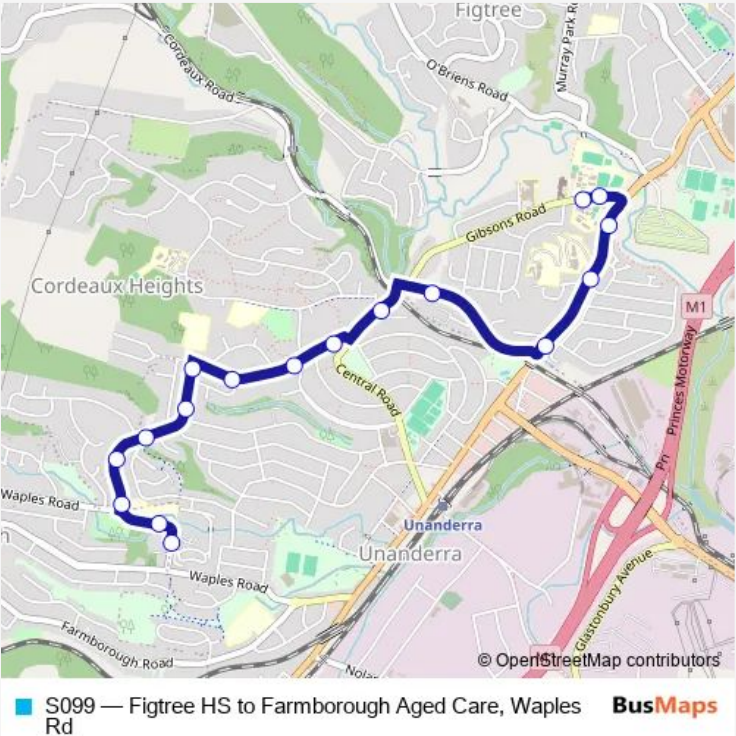 Figtree
Murray Park R
Cordeaux Road
O'Briens Road
Gibsons Road
Cordeaux Heights
M1
Princes Motorway
Central Road
Pn
Waples Road
Unanderra
Unanderra
Waples Road
Glastonbury Avenue
Farmborough Road
Nolan
© OpenStreetMap contributors
S099 — Figtree HS to Farmborough Aged Care, Waples
Rd
BusMaps